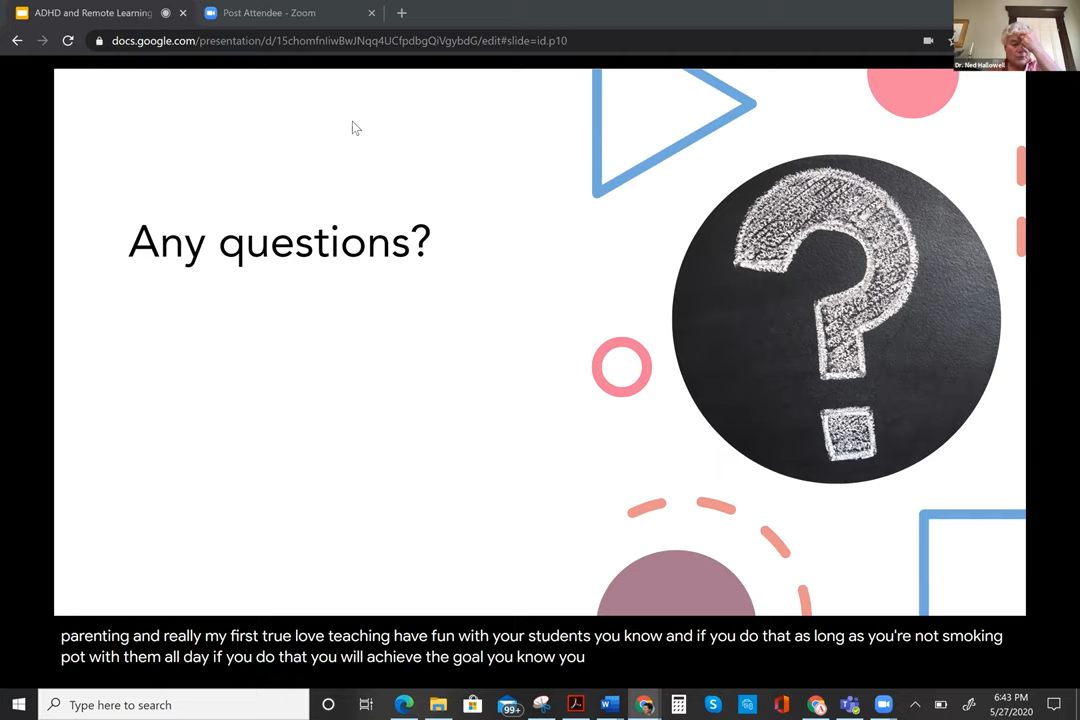 ADHD and Remote Learning
Post Attendee - Zoom
docs.google.com/presentation/d/15chomfnIiwBwJNqq4UCfpdbgQiVgybdG/edit#slide=id.p10
Dr. Ned Hallowell
Any questions?
?
parenting and really my first true love teaching have fun with your students you know and if you do that as long as you're not smoking
pot with them all day if you do that you will achieve the goal you know you
Type here to search
99+
6:43 PM
5/27/2020